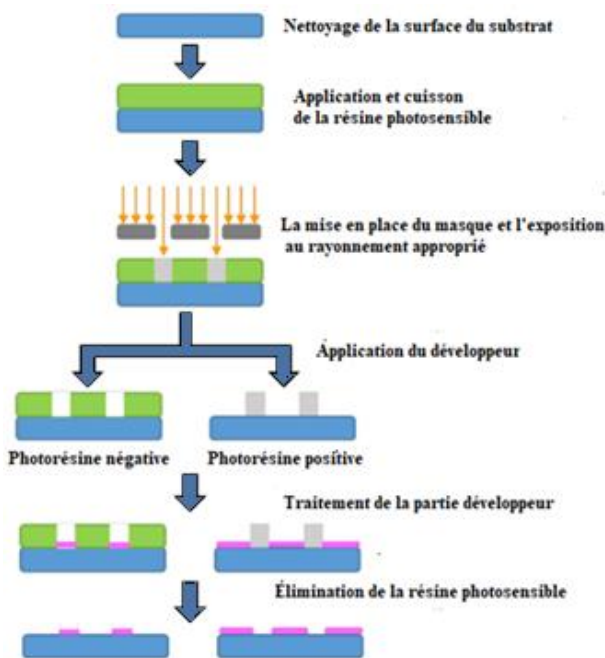 Nettoyage de la surface du substrat
Application et cuisson
de la résine photosensible
La mise en place du masque et l'exposition
au rayonnement approprié
Application du développeur
Photorésine négative
Photorésine positive
Traitement de la partie développeur
Élimination de la résine photosensible